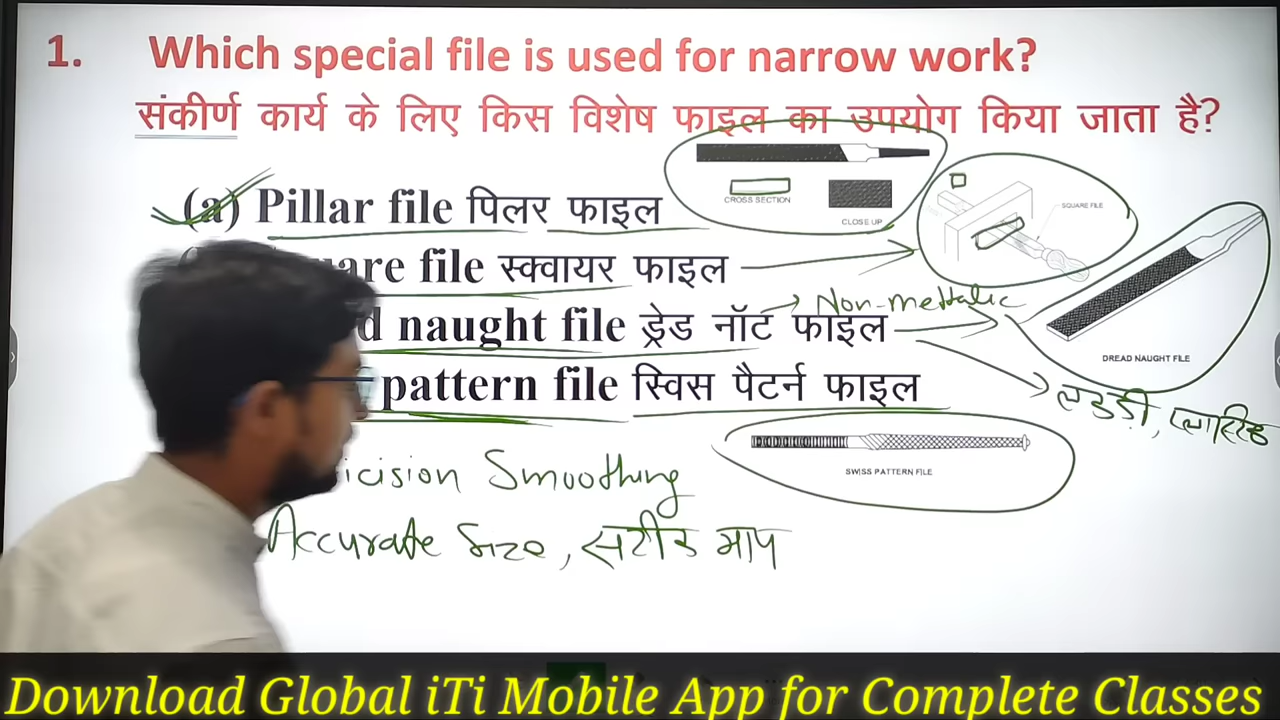 1. Which special file is used for narrow work?
संकीर्ण कार्य के लिए किस विशेष फाइल का उपयोग किया जाता है?
(a) Pillar file पिलर फाइल
CROSS SECTION
CLOSE UP
SQUARE FILE
are file स्क्वायर फाइल
Non-mettalic
d naught file ड्रेड नॉट फाइल
DREAD NAUGHT FILE
pattern file स्विस पैटर्न फाइल
लकड़ी, प्लास्टिक
SWISS PATTERN FILE
icision Smoothing
Accurate Size, सटीक माप
Download Global iTi Mobile App for Complete Classes